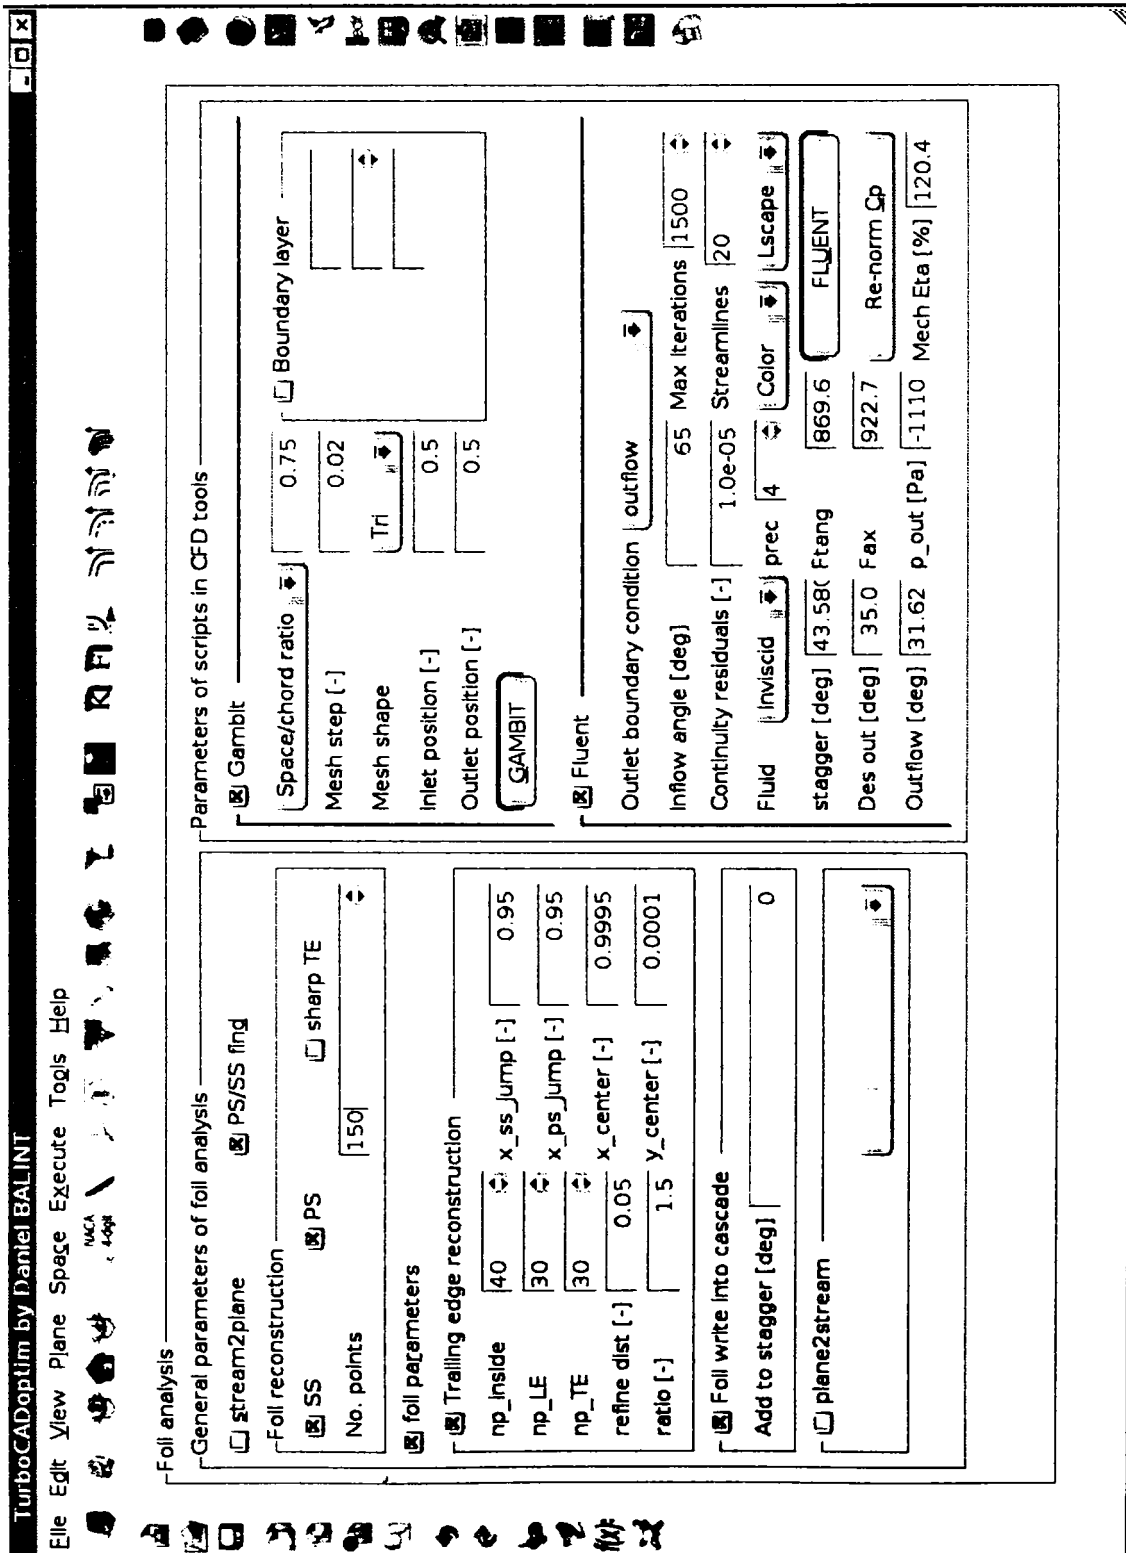 TurboCADoptim by Daniel BALINT
File Edit View Plane Space Execute Tools Help
NACA
4-digit
Foil analysis
General parameters of foil analysis
stream2plane PS/SS find
Foil reconstruction
SS PS sharp TE
No. points 150
foil parameters
Trailing edge reconstruction
np_inside 40 x_ss_jump [-] 0.95
np_LE 30 x_ps_jump [-] 0.95
np_TE 30 x_center [-] 0.9995
refine dist [-] 0.05
ratio [-] 1.5 y_center [-] 0.0001
Foil write into cascade
Add to stagger [deg] 0
plane2stream
Parameters of scripts in CFD tools
Gambit
Space/chord ratio 0.75 Boundary layer
Mesh step [-] 0.02
Mesh shape Tri
Inlet position [-] 0.5
Outlet position [-] 0.5
GAMBIT
Fluent
Outlet boundary condition outflow
Inflow angle [deg] 65 Max iterations 1500
Continuity residuals [-] 1.0e-05 Streamlines 20
Fluid Inviscid prec 4 Color Lscape
stagger [deg] 43.58( Ftang 869.6 FLUENT
Des out [deg] 35.0 Fax 922.7 Re-norm Cp
Outflow [deg] 31.62 p_out [Pa] -1110 Mech Eta [%] 120.4